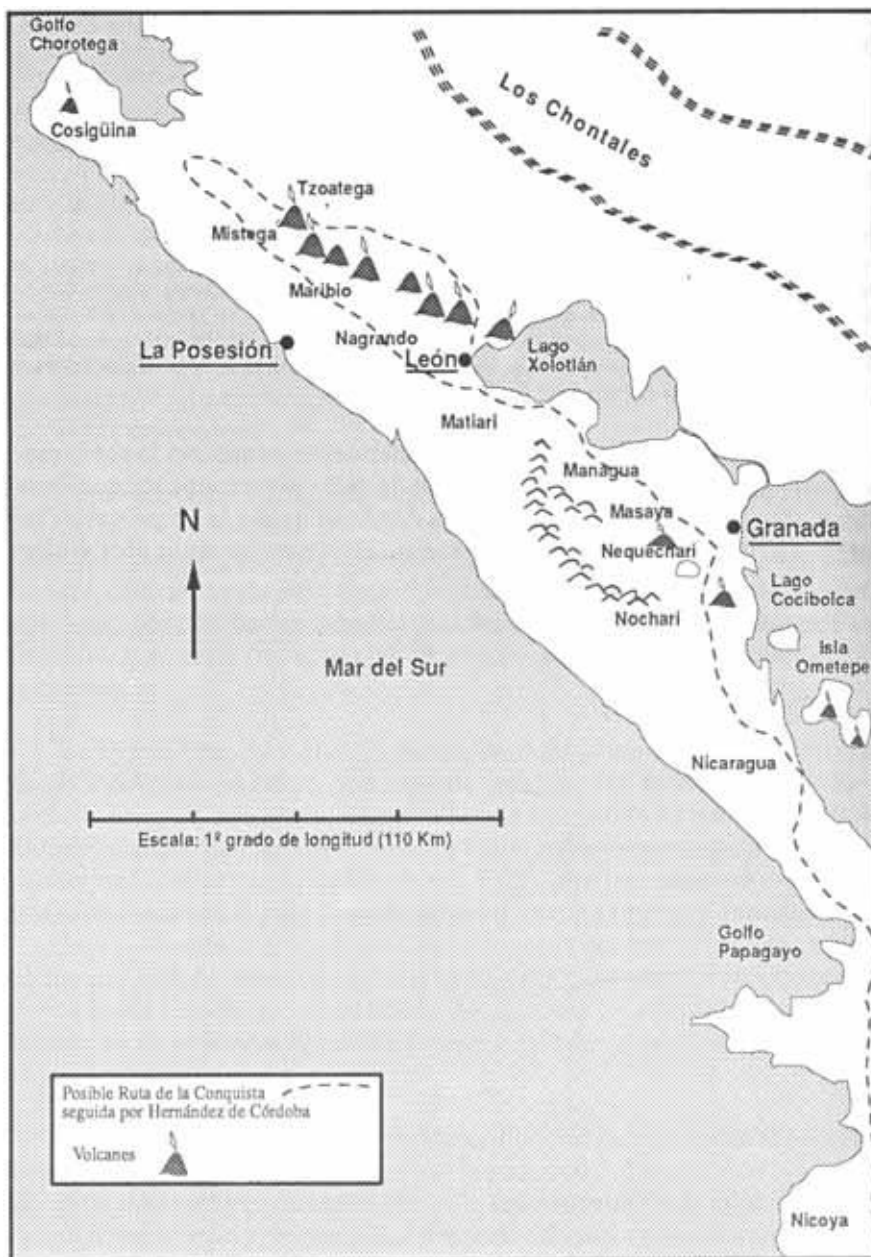 Golfo
Chorotega
Cosigüina
Los Chontales
Tzoatega
Mistega
Maribio
Nagrando
La Posesión
León
Lago
Xolotlán
Matiari
Managua
Masaya
Granada
Nequecharí
N
Lago
Cocibolca
Nocharí
Isla
Ometepe
Mar del Sur
Nicaragua
Escala: 1º grado de longitud (110 Km)
Golfo
Papagayo
Posible Ruta de la Conquista
seguida por Hernández de Córdoba
Volcanes
Nicoya